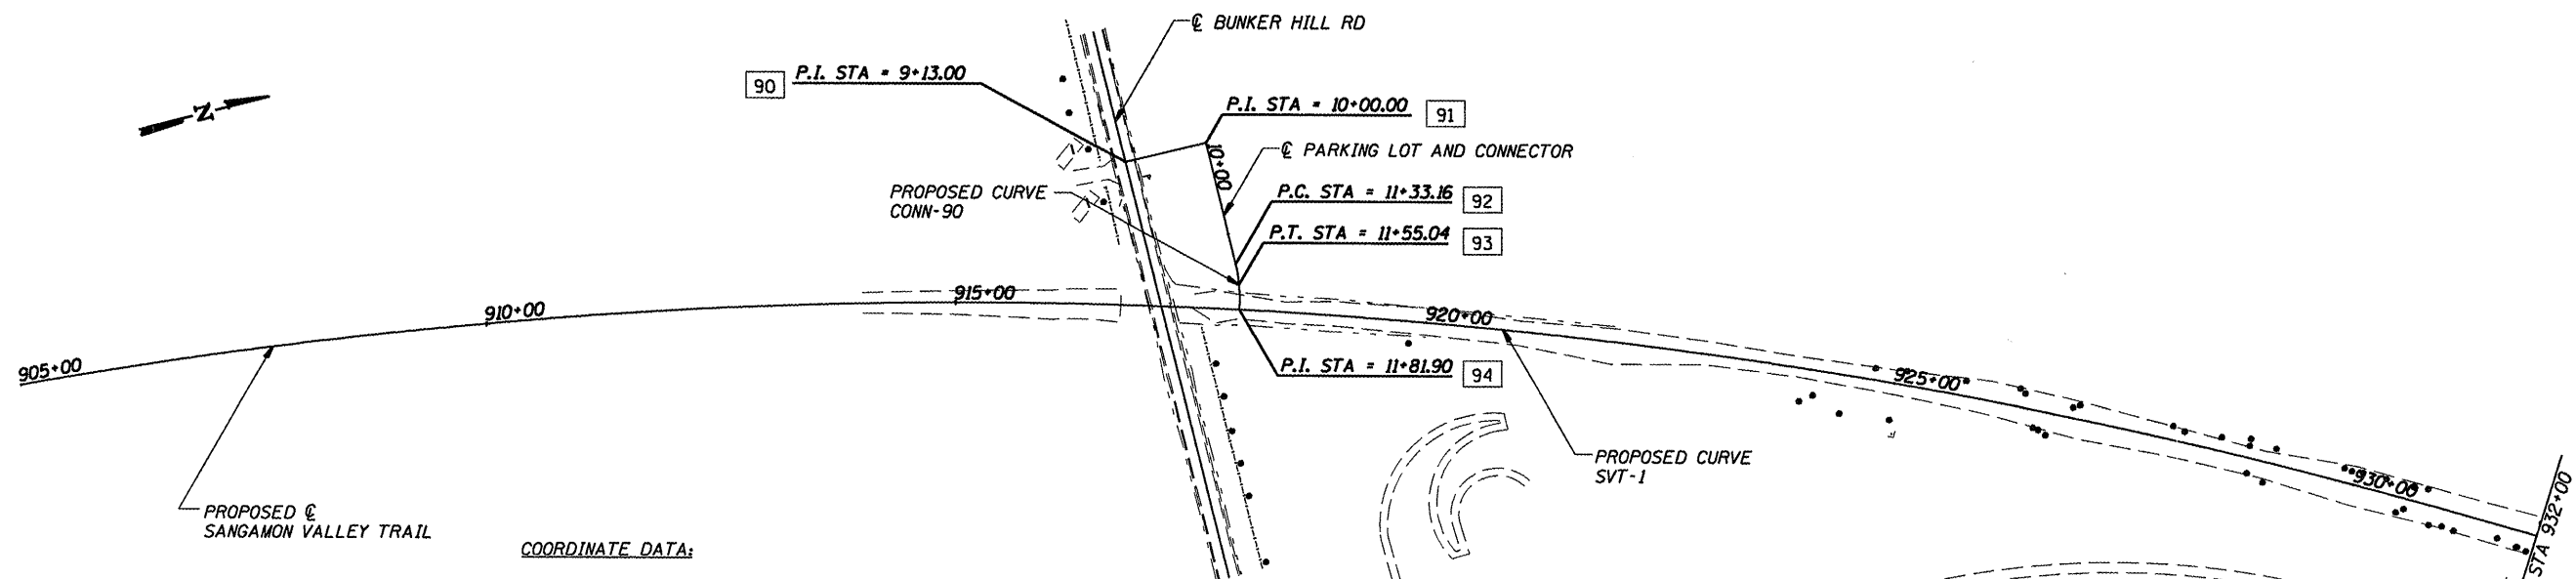 ℄ BUNKER HILL RD
90 P.I. STA = 9+13.00
P.I. STA = 10+00.00 91
N
10+00
℄ PARKING LOT AND CONNECTOR
PROPOSED CURVE
CONN-90
P.C. STA = 11+33.16 92
P.T. STA = 11+55.04 93
905+00
910+00
915+00
920+00
925+00
930+00
STA 932+00
P.I. STA = 11+81.90 94
PROPOSED CURVE
SVT-1
PROPOSED ℄
SANGAMON VALLEY TRAIL
COORDINATE DATA: